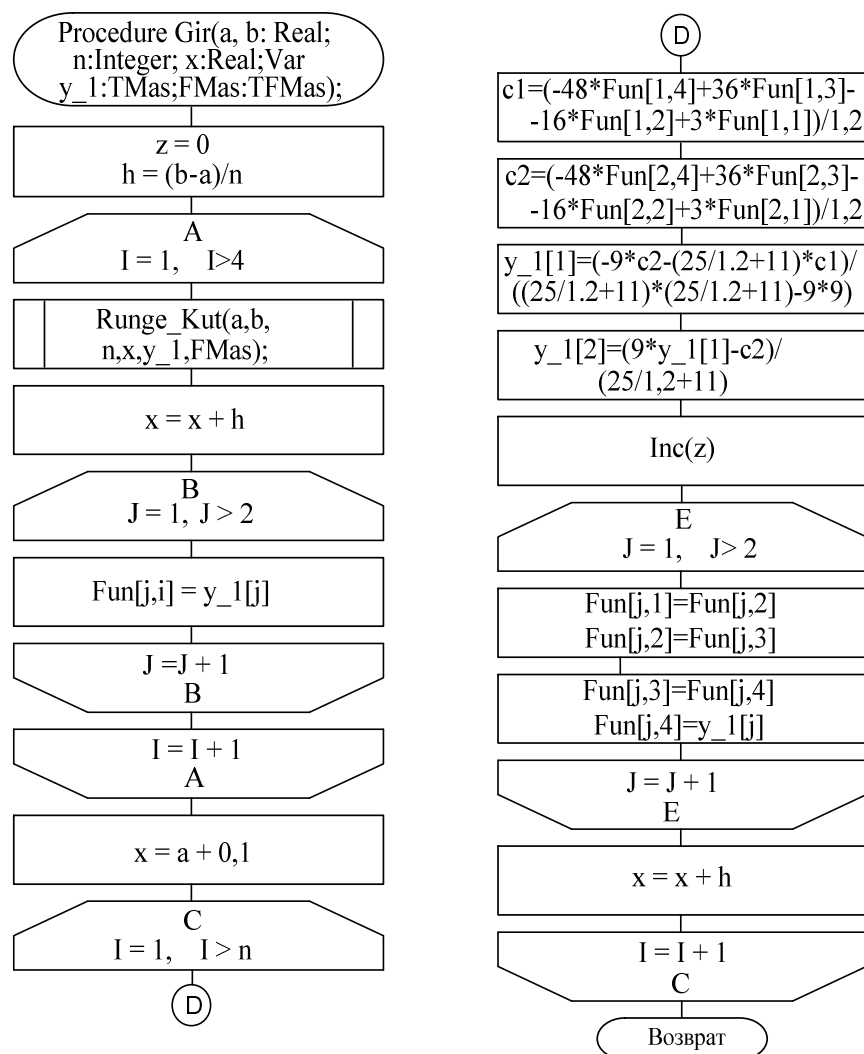 Procedure Gir(a, b: Real;
n:Integer; x:Real;Var
y_1:TMas;FMas:TFMas);
z = 0
h = (b-a)/n
A
I = 1, I>4
Runge_Kut(a,b,
n,x,y_1,FMas);
x = x + h
B
J = 1, J > 2
Fun[j,i] = y_1[j]
J =J + 1
B
I = I + 1
A
x = a + 0,1
C
I = 1, I > n
D
D
c1=(-48*Fun[1,4]+36*Fun[1,3]-
-16*Fun[1,2]+3*Fun[1,1])/1,2
c2=(-48*Fun[2,4]+36*Fun[2,3]-
-16*Fun[2,2]+3*Fun[2,1])/1,2
y_1[1]=(-9*c2-(25/1.2+11)*c1)/
((25/1.2+11)*(25/1.2+11)-9*9)
y_1[2]=(9*y_1[1]-c2)/
(25/1,2+11)
Inc(z)
E
J = 1, J> 2
Fun[j,1]=Fun[j,2]
Fun[j,2]=Fun[j,3]
Fun[j,3]=Fun[j,4]
Fun[j,4]=y_1[j]
J = J + 1
E
x = x + h
I = I + 1
C
Возврат